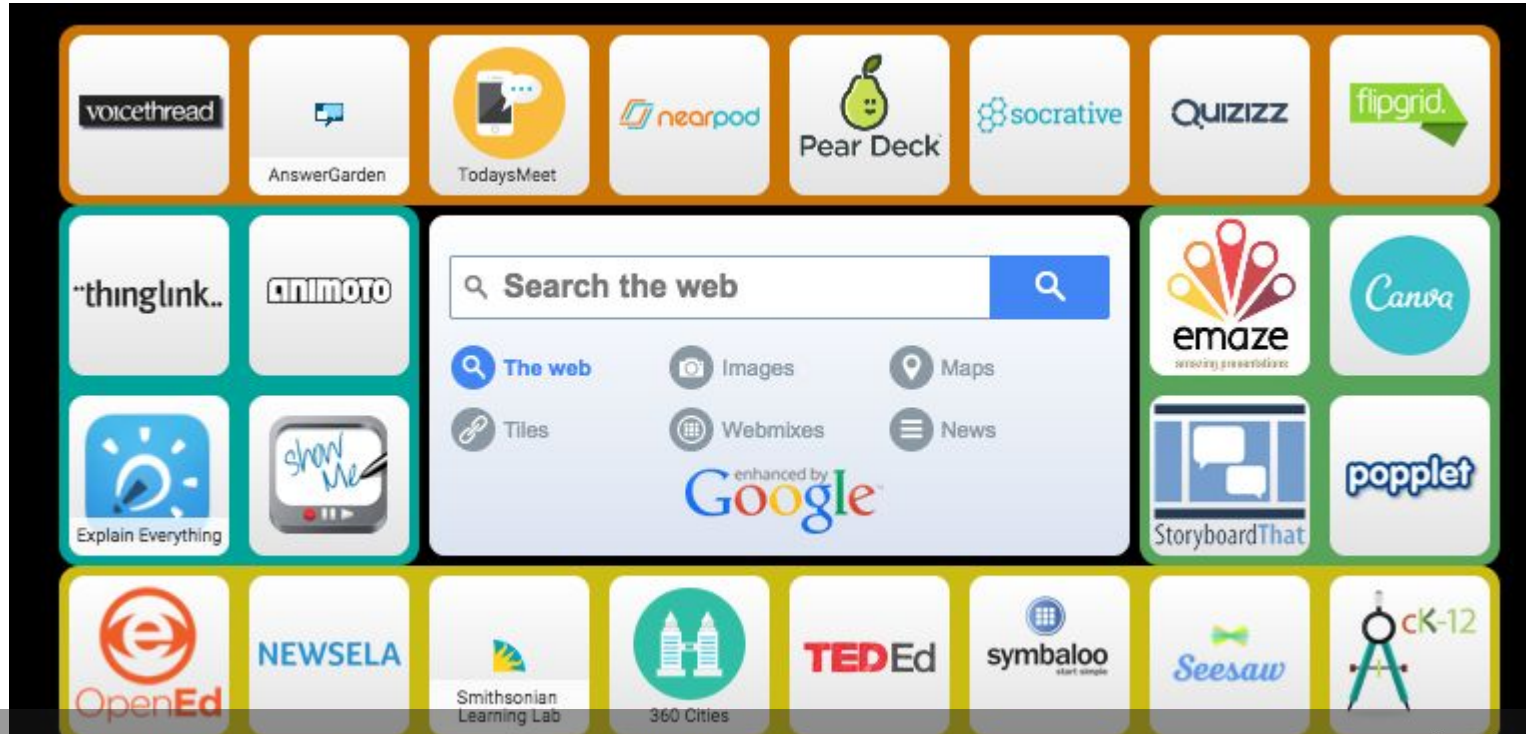 voicethread
AnswerGarden
TodaysMeet
nearpod
Pear Deck
socrative
Quizizz
flipgrid.
thinglink..
animoto
Search the web
The web
Images
Maps
Tiles
Webmixes
News
enhanced by
Google
emaze
amazing presentations
Canva
Explain Everything
Show
Me
StoryboardThat
popplet
OpenEd
NEWSELA
Smithsonian
Learning Lab
360 Cities
TEDEd
symbaloo
start simple
Seesaw
cK-12